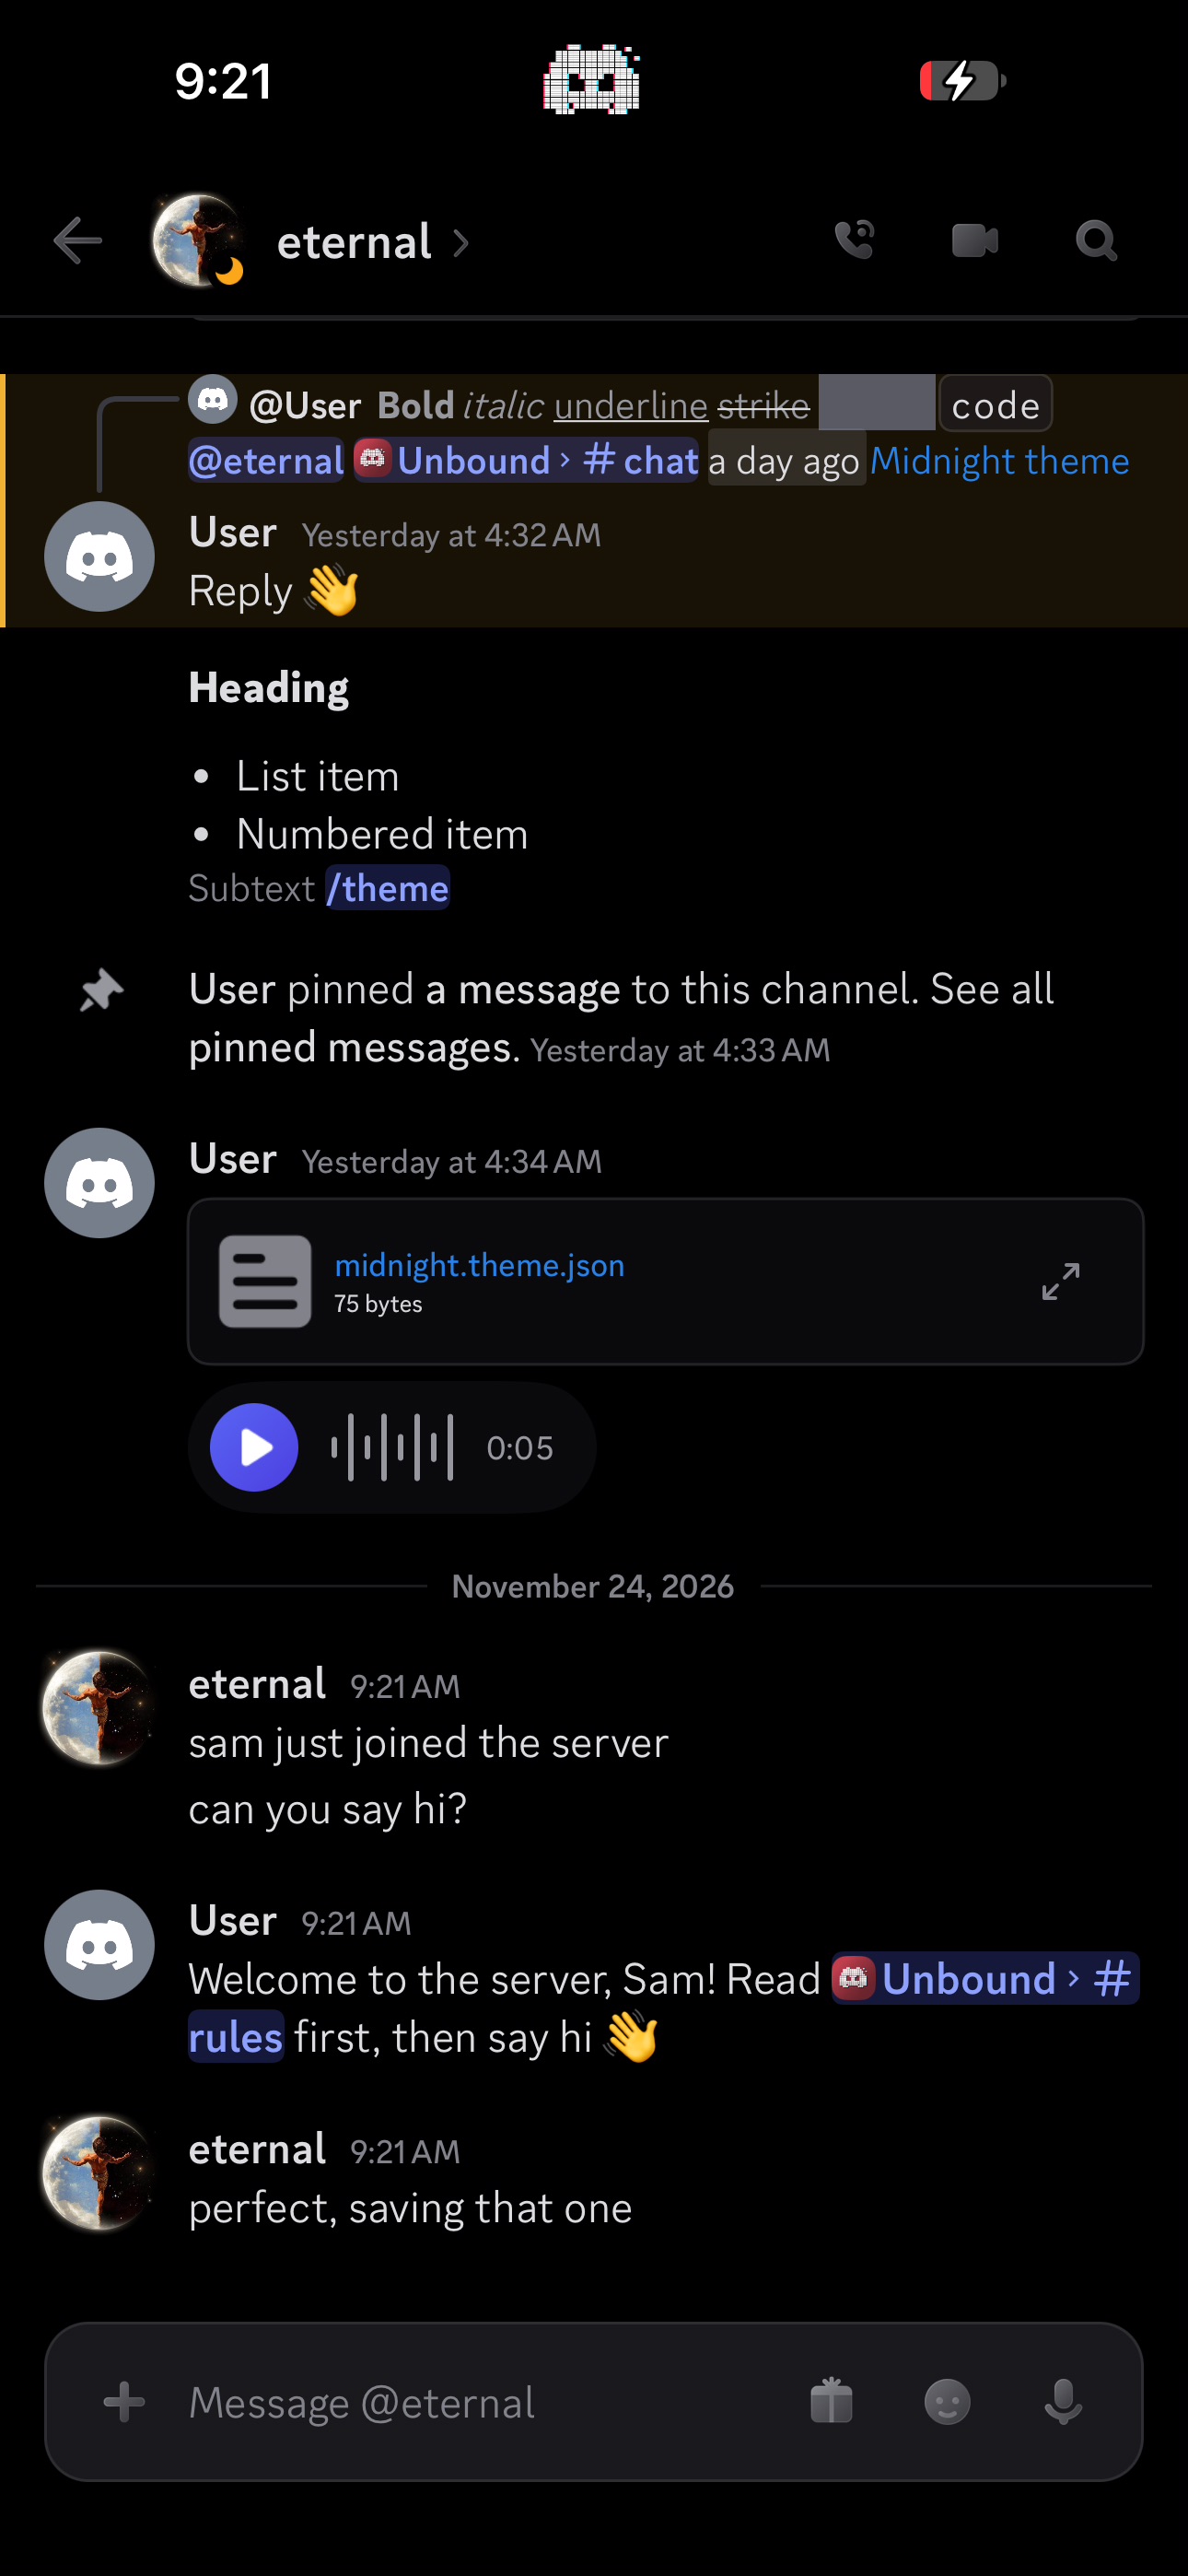 9:21
eternal
@User Bold italic underline strike code
@eternal Unbound › # chat a day ago Midnight theme
User Yesterday at 4:32 AM
Reply 👋
Heading
• List item
• Numbered item
Subtext /theme
User pinned a message to this channel. See all
pinned messages. Yesterday at 4:33 AM
User Yesterday at 4:34 AM
midnight.theme.json
75 bytes
0:05
November 24, 2026
eternal 9:21 AM
sam just joined the server
can you say hi?
User 9:21 AM
Welcome to the server, Sam! Read Unbound › #
rules first, then say hi 👋
eternal 9:21 AM
perfect, saving that one
Message @eternal